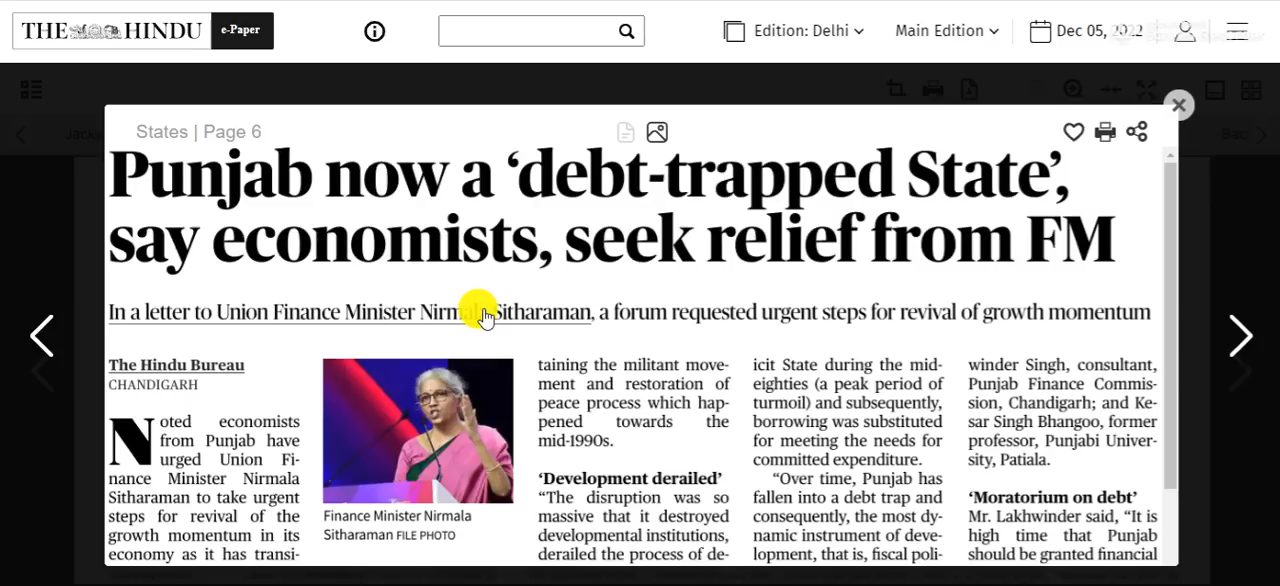 THE HINDU
e-Paper
Edition: Delhi
Main Edition
Dec 05, 2022
States | Page 6
Punjab now a ‘debt-trapped State’,
say economists, seek relief from FM
In a letter to Union Finance Minister Nirmala Sitharaman, a forum requested urgent steps for revival of growth momentum
The Hindu Bureau
CHANDIGARH
Noted economists
from Punjab have
urged Union Fi-
nance Minister Nirmala
Sitharaman to take urgent
steps for revival of the
growth momentum in its
economy as it has transi-
Finance Minister Nirmala
Sitharaman FILE PHOTO
taining the militant move-
ment and restoration of
peace process which hap-
pened towards the
mid-1990s.
‘Development derailed’
“The disruption was so
massive that it destroyed
developmental institutions,
derailed the process of de-
icit State during the mid-
eighties (a peak period of
turmoil) and subsequently,
borrowing was substituted
for meeting the needs for
committed expenditure.
“Over time, Punjab has
fallen into a debt trap and
consequently, the most dy-
namic instrument of deve-
lopment, that is, fiscal poli-
winder Singh, consultant,
Punjab Finance Commis-
sion, Chandigarh; and Ke-
sar Singh Bhangoo, former
professor, Punjabi Univer-
sity, Patiala.
‘Moratorium on debt’
Mr. Lakhwinder said, “It is
high time that Punjab
should be granted financial